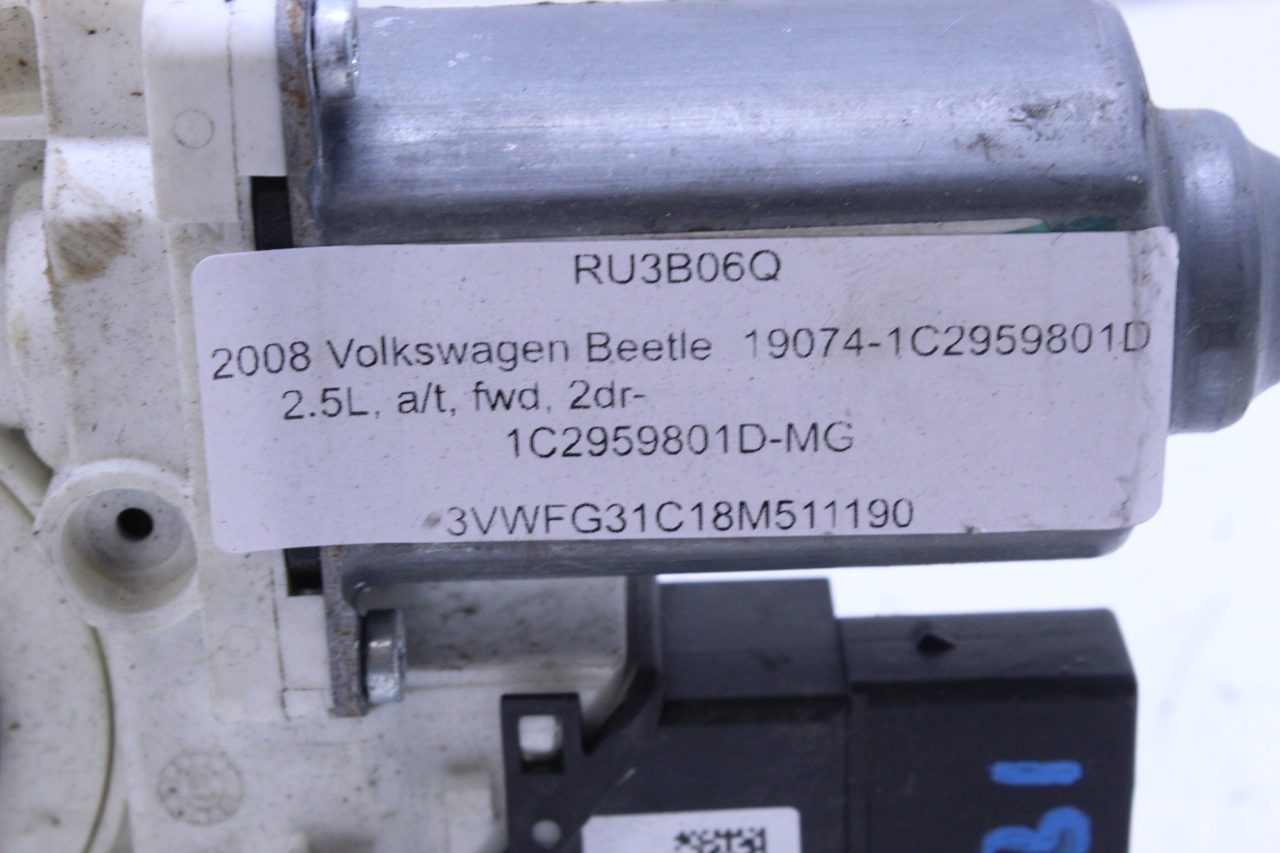 RU3B06Q
2008 Volkswagen Beetle 19074-1C2959801D
2.5L, a/t, fwd, 2dr-
1C2959801D-MG
3VWFG31C18M511190